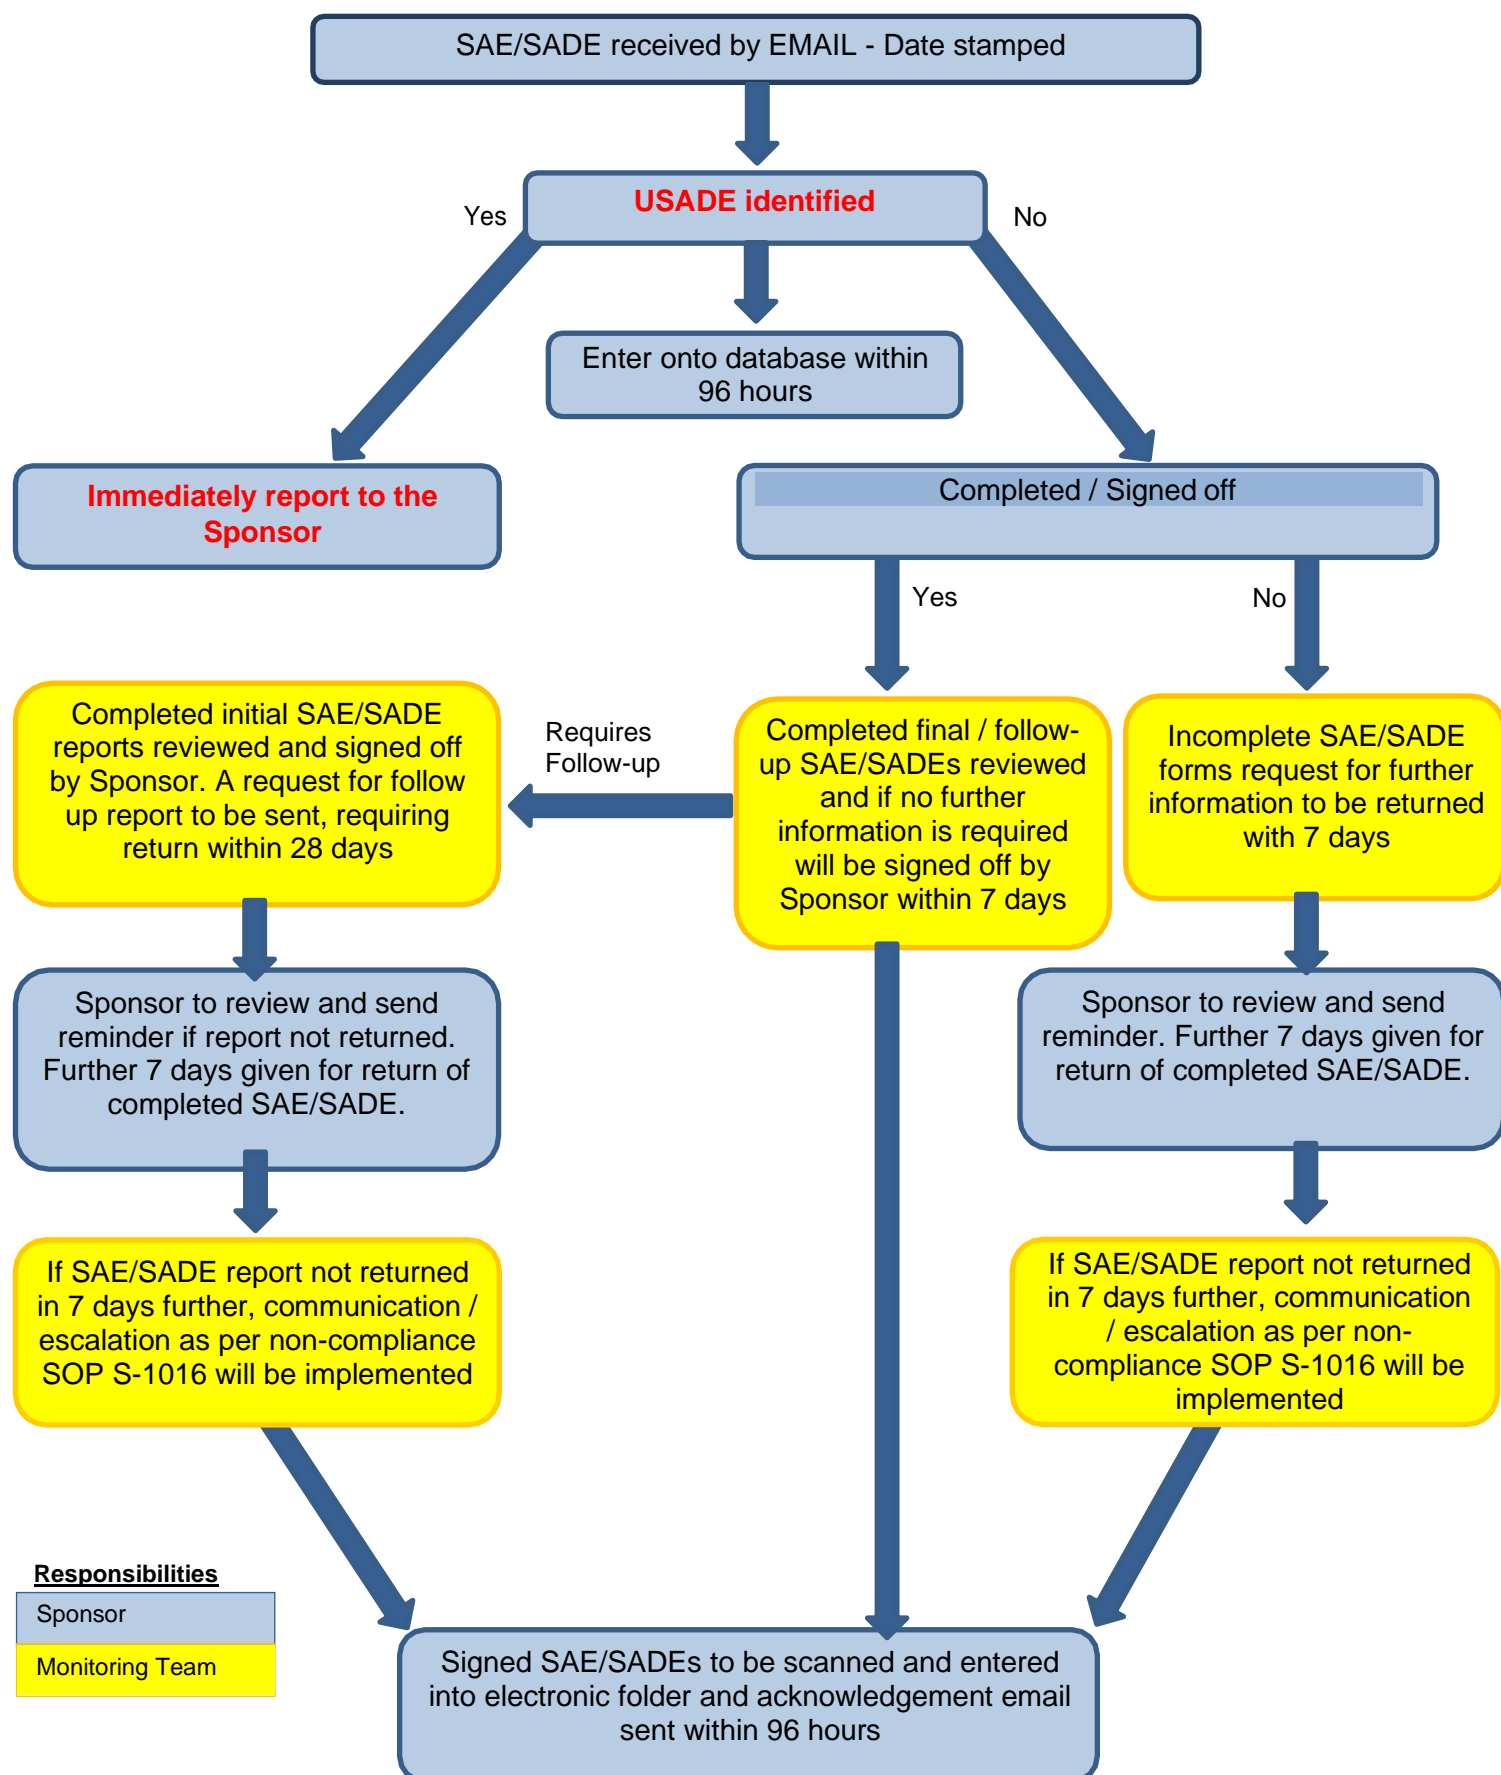 SAE/SADE received by EMAIL - Date stamped
Yes
USADE identified
No
Enter onto database within
96 hours
Immediately report to the
Sponsor
Completed / Signed off
Yes
No
Completed initial SAE/SADE
reports reviewed and signed off
by Sponsor. A request for follow
up report to be sent, requiring
return within 28 days
Requires
Follow-up
Completed final / follow-
up SAE/SADEs reviewed
and if no further
information is required
will be signed off by
Sponsor within 7 days
Incomplete SAE/SADE
forms request for further
information to be returned
with 7 days
Sponsor to review and send
reminder if report not returned.
Further 7 days given for return of
completed SAE/SADE.
Sponsor to review and send
reminder. Further 7 days given for
return of completed SAE/SADE.
If SAE/SADE report not returned
in 7 days further, communication /
escalation as per non-compliance
SOP S-1016 will be implemented
If SAE/SADE report not returned
in 7 days further, communication
/ escalation as per non-
compliance SOP S-1016 will be
implemented
Responsibilities
Sponsor
Monitoring Team
Signed SAE/SADEs to be scanned and entered
into electronic folder and acknowledgement email
sent within 96 hours